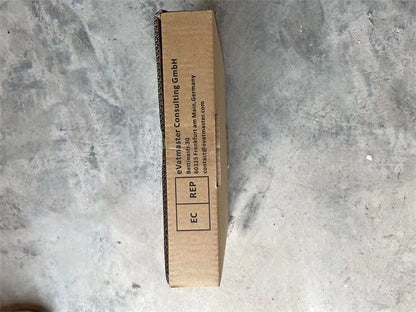 eVatmaster Consulting GmbH
Bettinastr. 30
60325 Frankfurt am Main, Germany
contact@evatmaster.com
EC REP